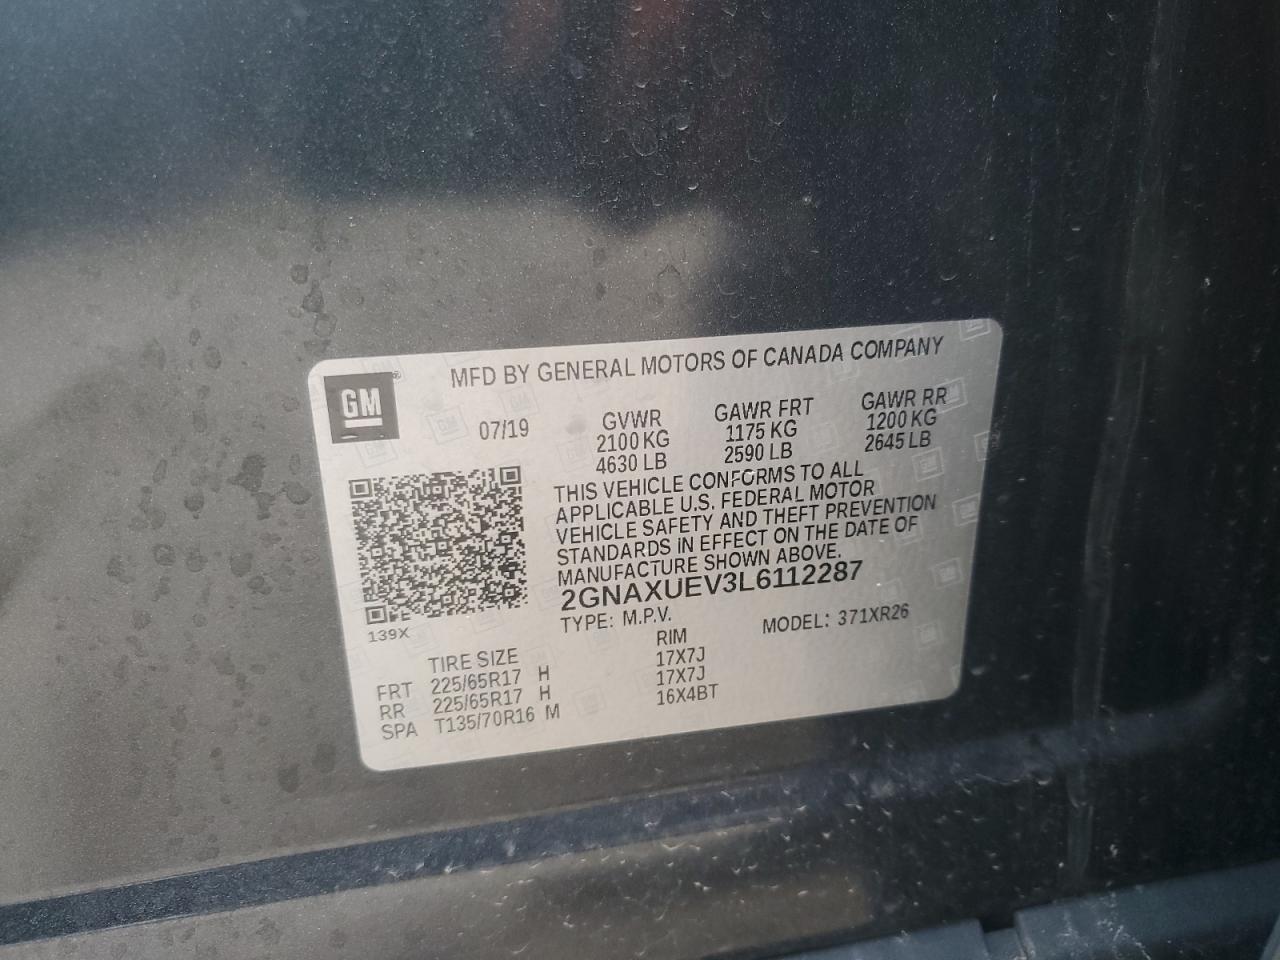 GM®
MFD BY GENERAL MOTORS OF CANADA COMPANY
07/19
GVWR GAWR FRT GAWR RR
2100 KG 1175 KG 1200 KG
4630 LB 2590 LB 2645 LB
THIS VEHICLE CONFORMS TO ALL
APPLICABLE U.S. FEDERAL MOTOR
VEHICLE SAFETY AND THEFT PREVENTION
STANDARDS IN EFFECT ON THE DATE OF
MANUFACTURE SHOWN ABOVE.
2GNAXUEV3L6112287
TYPE: M.P.V. MODEL: 371XR26
139X
TIRE SIZE RIM
FRT 225/65R17 H 17X7J
RR 225/65R17 H 17X7J
SPA T135/70R16 M 16X4BT